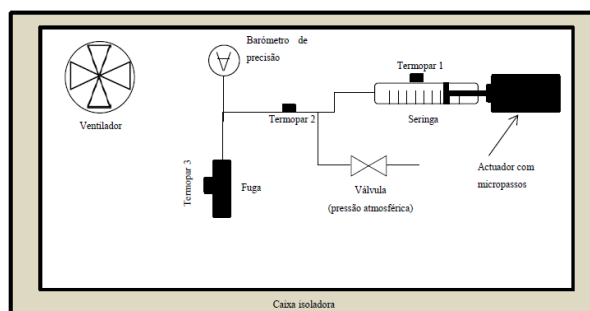 Barómetro de
precisão
Termopar 1
Ventilador
Termopar 2
Seringa
Actuador com
micropassos
Termopar 3
Fuga
Válvula
(pressão atmosférica)
Caixa isoladora